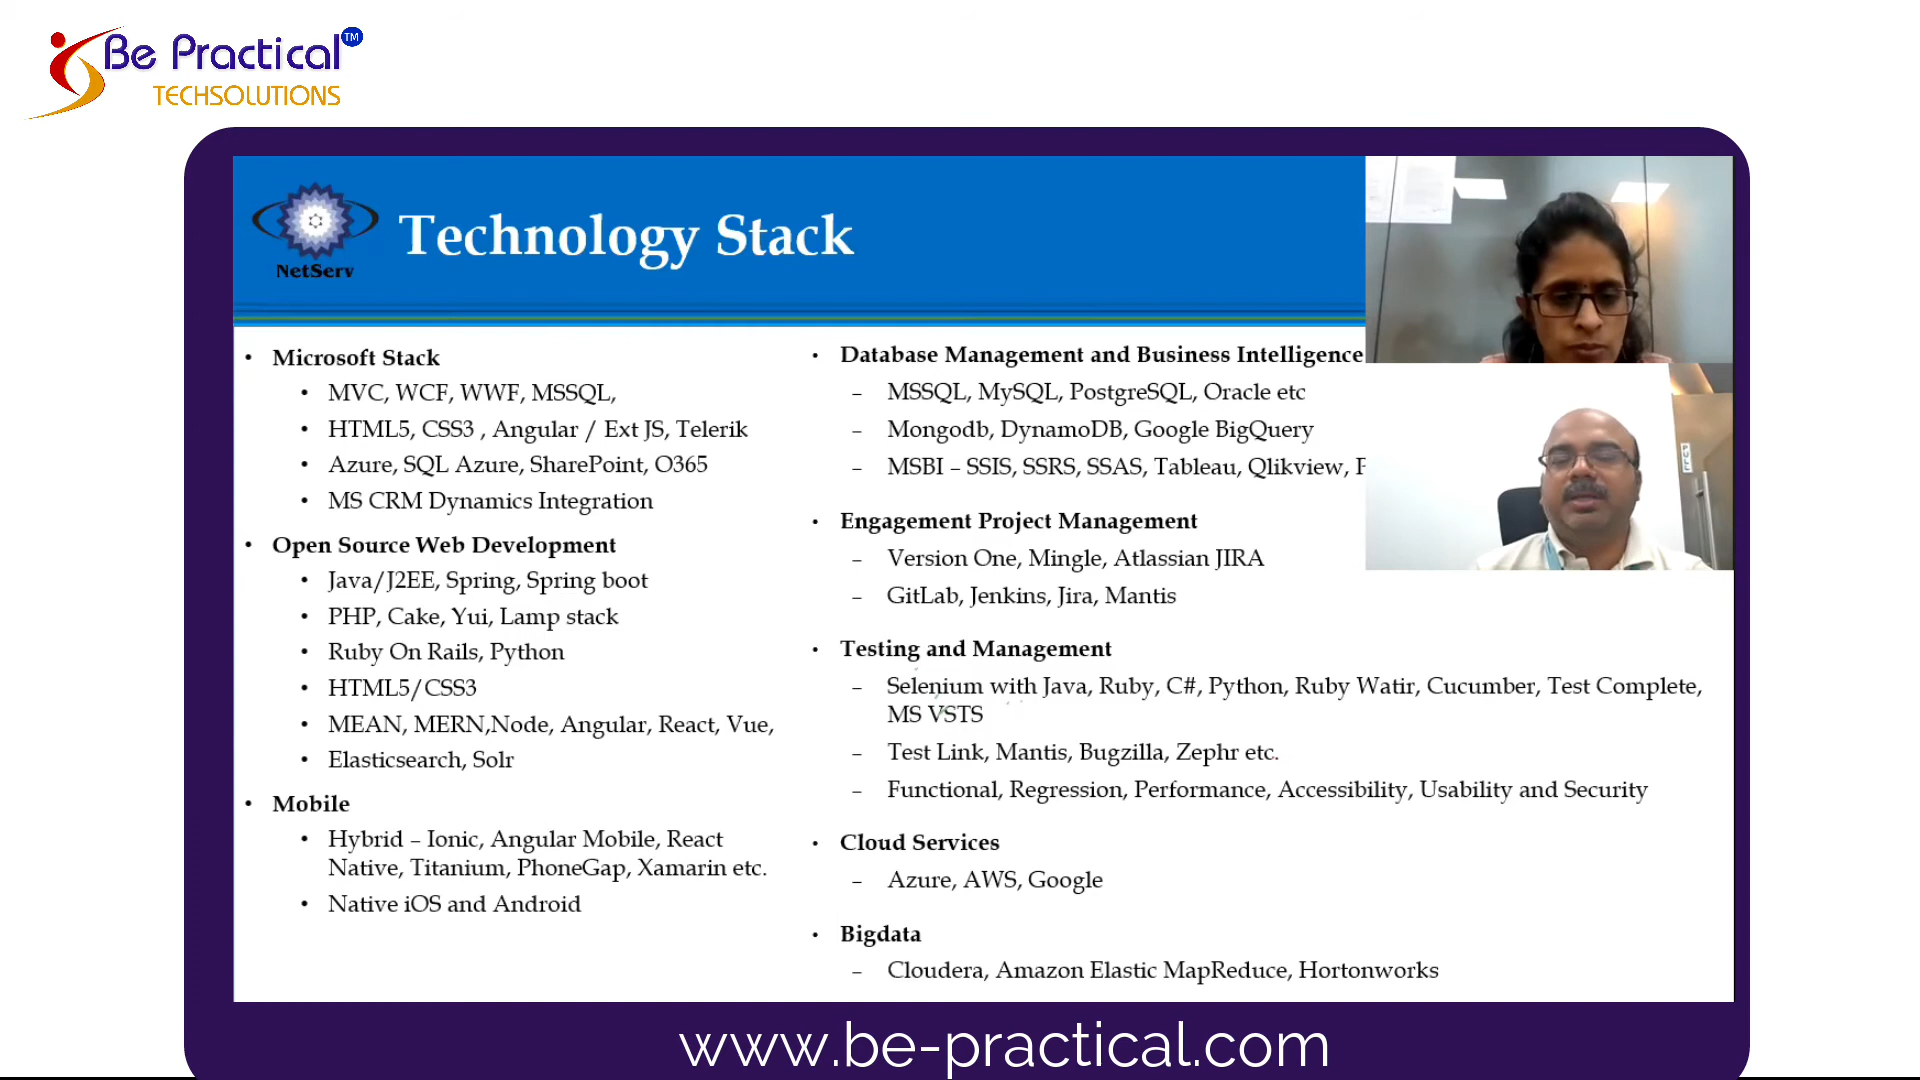 Be Practical TM
TECHSOLUTIONS
NetServ
Technology Stack
• Microsoft Stack
• MVC, WCF, WWF, MSSQL,
• HTML5, CSS3 , Angular / Ext JS, Telerik
• Azure, SQL Azure, SharePoint, O365
• MS CRM Dynamics Integration
• Open Source Web Development
• Java/J2EE, Spring, Spring boot
• PHP, Cake, Yui, Lamp stack
• Ruby On Rails, Python
• HTML5/CSS3
• MEAN, MERN,Node, Angular, React, Vue,
• Elasticsearch, Solr
• Mobile
• Hybrid – Ionic, Angular Mobile, React
Native, Titanium, PhoneGap, Xamarin etc.
• Native iOS and Android
• Database Management and Business Intelligence
– MSSQL, MySQL, PostgreSQL, Oracle etc
– Mongodb, DynamoDB, Google BigQuery
– MSBI – SSIS, SSRS, SSAS, Tableau, Qlikview,
• Engagement Project Management
– Version One, Mingle, Atlassian JIRA
– GitLab, Jenkins, Jira, Mantis
• Testing and Management
– Selenium with Java, Ruby, C#, Python, Ruby Watir, Cucumber, Test Complete,
MS VSTS
– Test Link, Mantis, Bugzilla, Zephr etc.
– Functional, Regression, Performance, Accessibility, Usability and Security
• Cloud Services
– Azure, AWS, Google
• Bigdata
– Cloudera, Amazon Elastic MapReduce, Hortonworks
www.be-practical.com